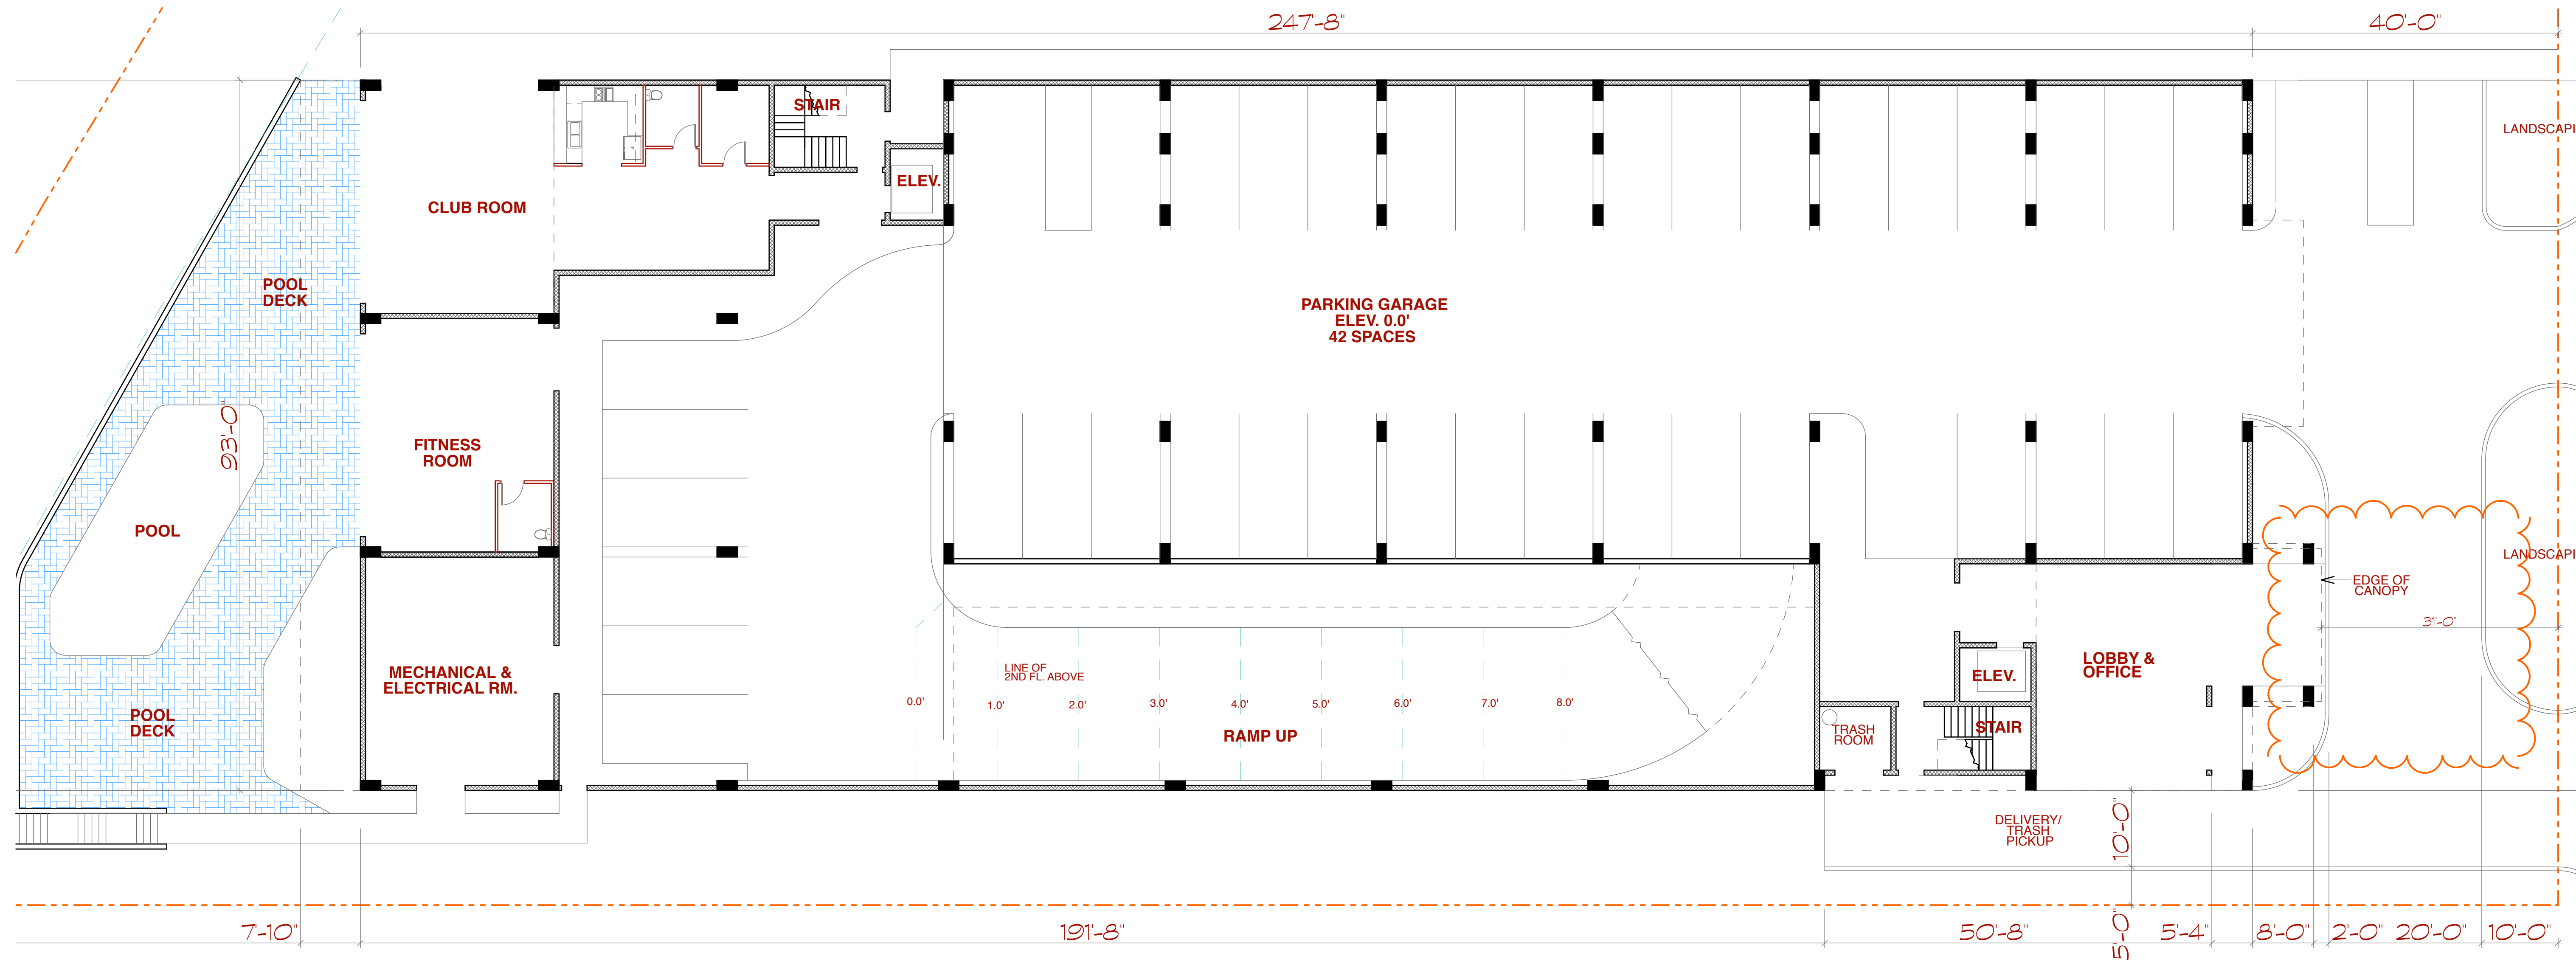 247'-8"
40'-0"
STAIR
LANDSCAPI
ELEV.
CLUB ROOM
POOL
DECK
PARKING GARAGE
ELEV. 0.0'
42 SPACES
93'-0"
FITNESS
ROOM
POOL
LANDSCAPI
EDGE OF
CANOPY
31'-0"
LINE OF
2ND FL. ABOVE
LOBBY &
OFFICE
MECHANICAL &
ELECTRICAL RM.
ELEV.
0.0'
1.0'
2.0'
3.0'
4.0'
5.0'
6.0'
7.0'
8.0'
POOL
DECK
RAMP UP
TRASH
ROOM
STAIR
DELIVERY/
TRASH
PICKUP
10'-0"
5'-0"
7'-10"
191'-8"
50'-8"
5'-4"
8'-0"
2'-0"
20'-0"
10'-0"